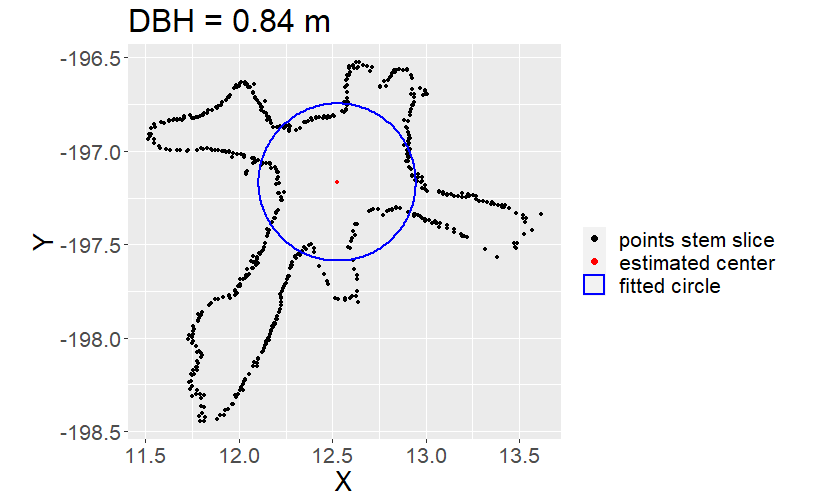 DBH = 0.84 m
-196.5
-197.0
-197.5
-198.0
-198.5
Y
11.5 12.0 12.5 13.0 13.5
X
points stem slice
estimated center
fitted circle